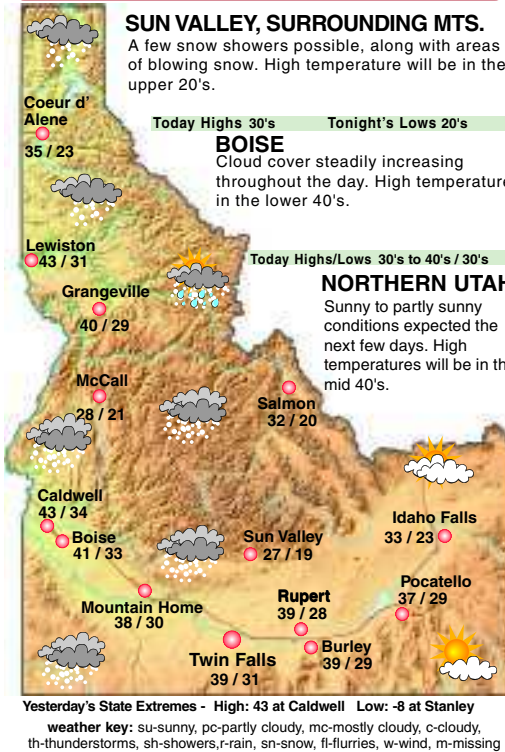 SUN VALLEY, SURROUNDING MTS.
A few snow showers possible, along with areas
of blowing snow. High temperature will be in the
upper 20's.
Today Highs 30's Tonight's Lows 20's
BOISE
Cloud cover steadily increasing
throughout the day. High temperature
in the lower 40's.
Today Highs/Lows 30's to 40's / 30's
NORTHERN UTAH
Sunny to partly sunny
conditions expected the
next few days. High
temperatures will be in th
mid 40's.
Coeur d'
Alene
35 / 23
Lewiston
43 / 31
Grangeville
40 / 29
McCall
28 / 21
Salmon
32 / 20
Caldwell
43 / 34
Boise
41 / 33
Sun Valley
27 / 19
Idaho Falls
33 / 23
Pocatello
37 / 29
Mountain Home
38 / 30
Rupert
39 / 28
Burley
39 / 29
Twin Falls
39 / 31
Yesterday's State Extremes - High: 43 at Caldwell Low: -8 at Stanley
weather key: su-sunny, pc-partly cloudy, mc-mostly cloudy, c-cloudy,
th-thunderstorms, sh-showers,r-rain, sn-snow, fl-flurries, w-wind, m-missing